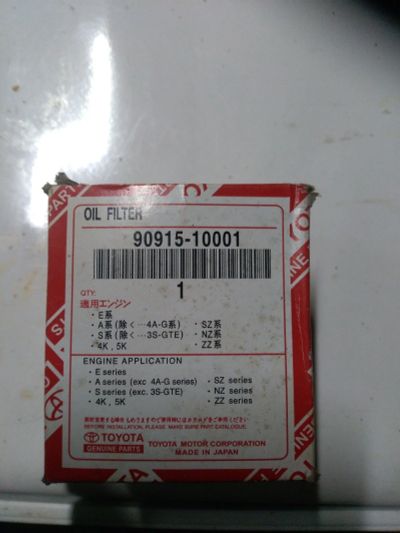 OIL FILTER
90915-10001
QTY: 1
適用エンジン
・E系
・A系(除く…4A-G系) ・SZ系
・S系(除く…3S-GTE) ・NZ系
・4K, 5K ・ZZ系
ENGINE APPLICATION
・E series
・A series (exc 4A-G series) ・SZ series
・S series (exc. 3S-GTE) ・NZ series
・4K, 5K ・ZZ series
BEFORE INSTALLATION, PLEASE MAKE SURE PART CATALOGUE.
TOYOTA TOYOTA MOTOR CORPORATION
GENUINE PARTS MADE IN JAPAN